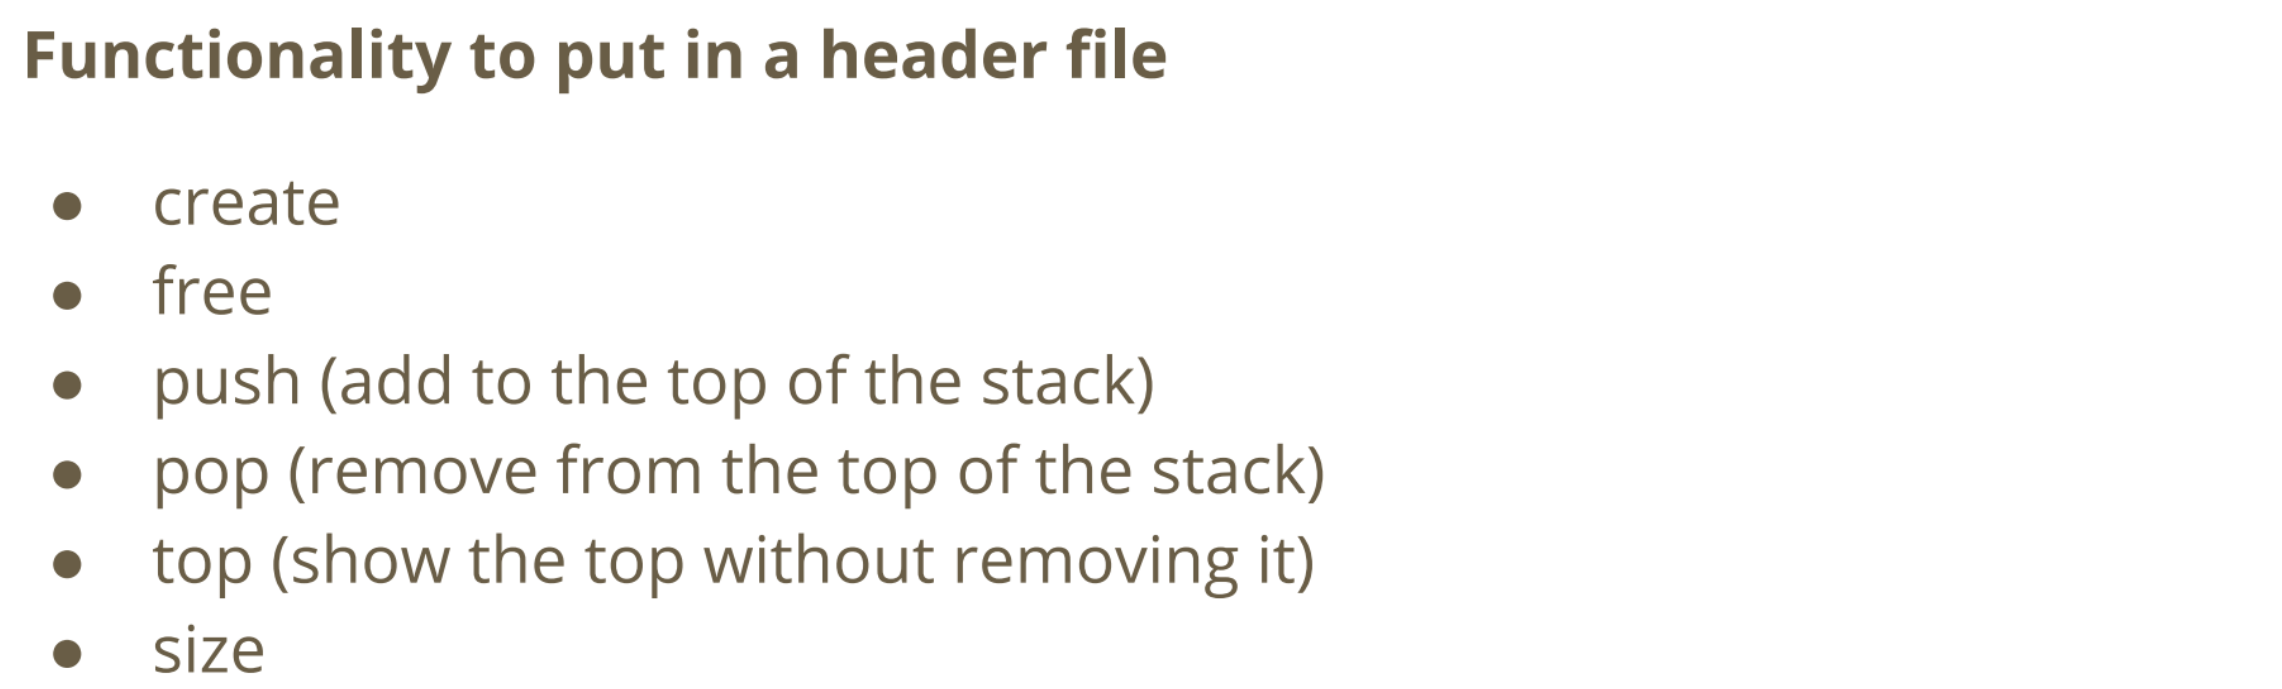 Functionality to put in a header file
● create
● free
● push (add to the top of the stack)
● pop (remove from the top of the stack)
● top (show the top without removing it)
● size